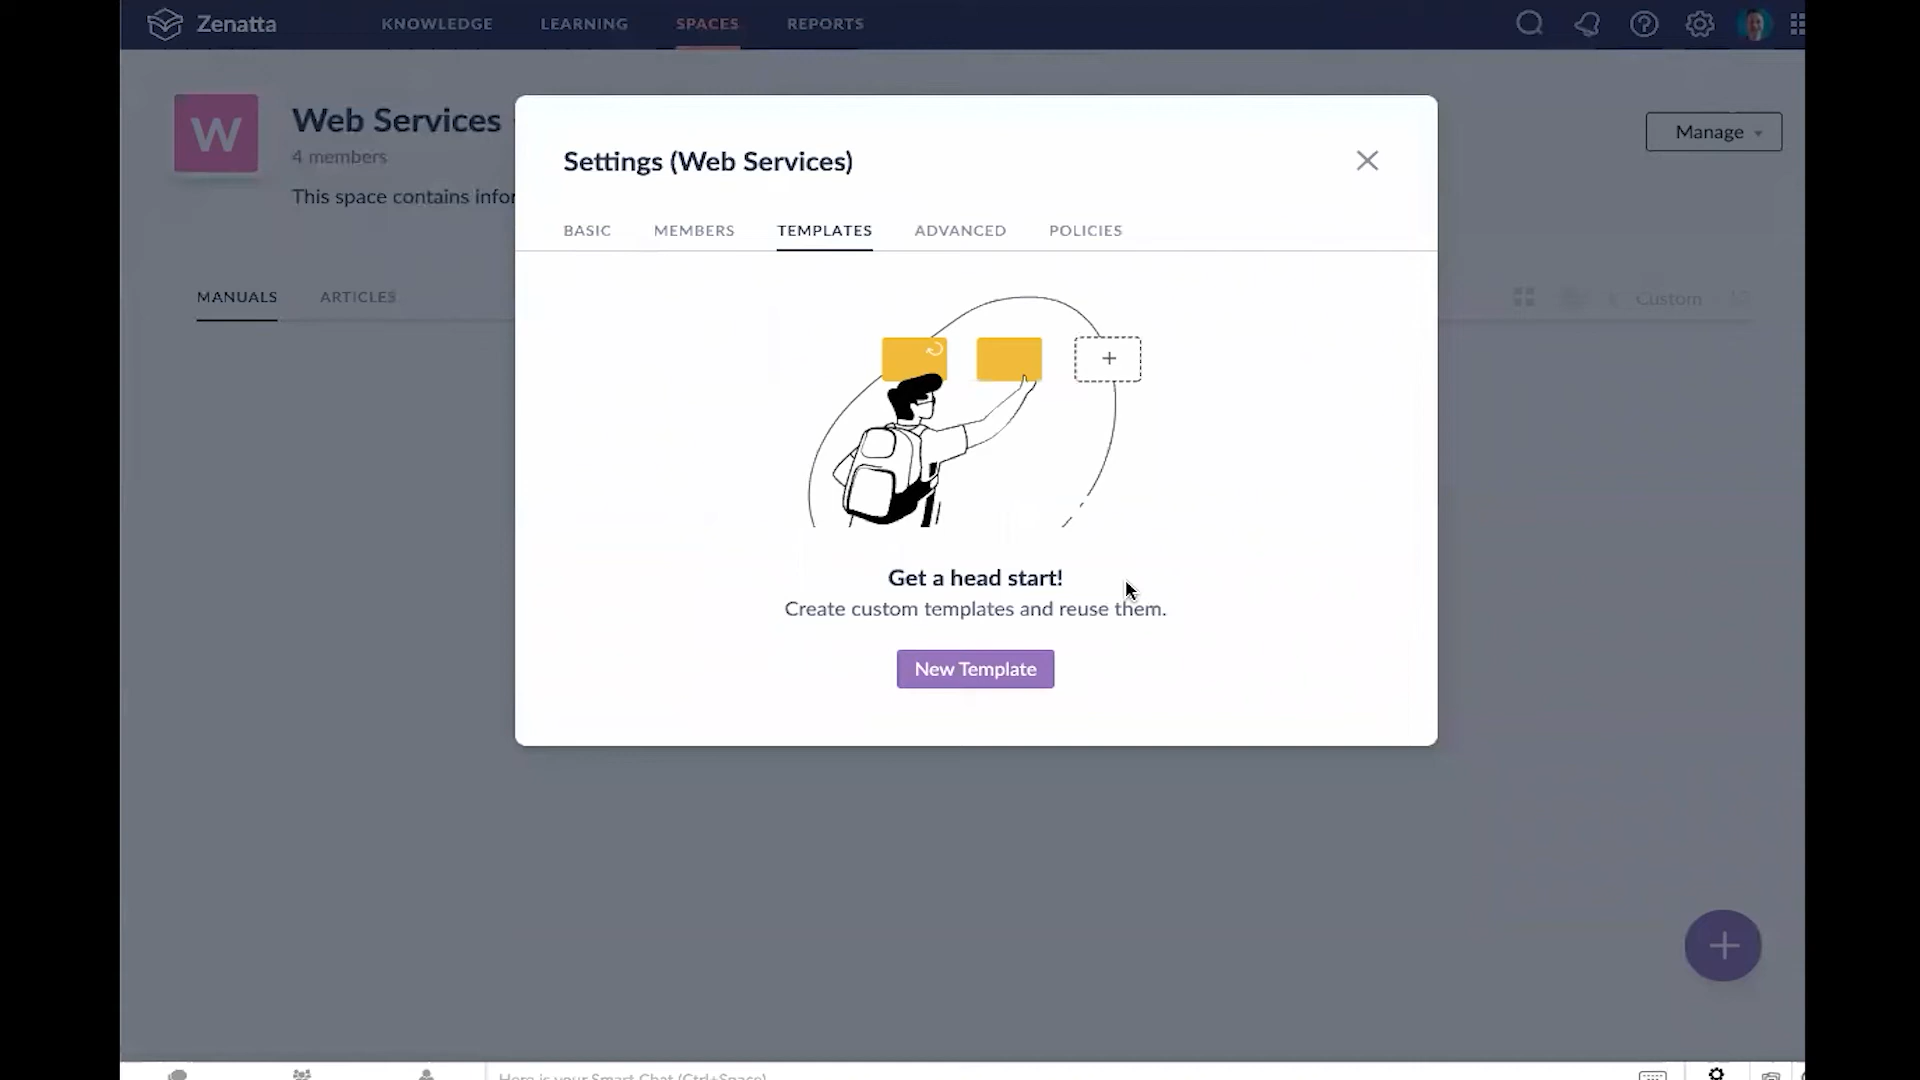 Zenatta
KNOWLEDGE
LEARNING
SPACES
REPORTS
W
Web Services
4 members
This space contains infor
Manage
MANUALS
ARTICLES
Custom
Settings (Web Services)
BASIC
MEMBERS
TEMPLATES
ADVANCED
POLICIES
Get a head start!
Create custom templates and reuse them.
New Template
Here is your Smart Chat (Ctrl+Space)